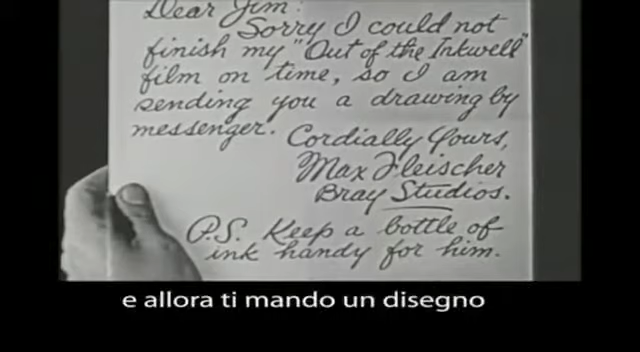 Dear Jim:
Sorry I could not
finish my "Out of the Inkwell"
film on time, so I am
sending you a drawing by
messenger.
Cordially Yours,
Max Fleischer
Bray Studios.
P.S. Keep a bottle of
ink handy for him.
e allora ti mando un disegno